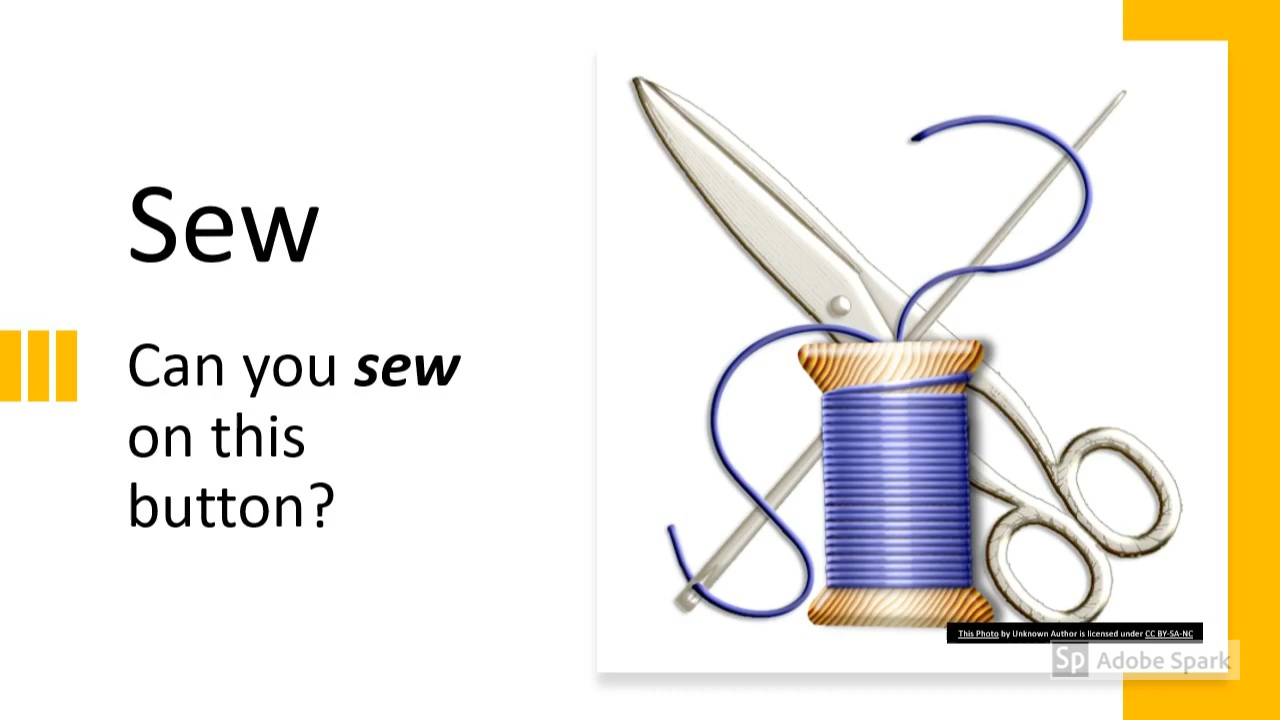 Sew
Can you sew
on this
button?
This Photo by Unknown Author is licensed under CC BY-SA-NC
Sp Adobe Spark